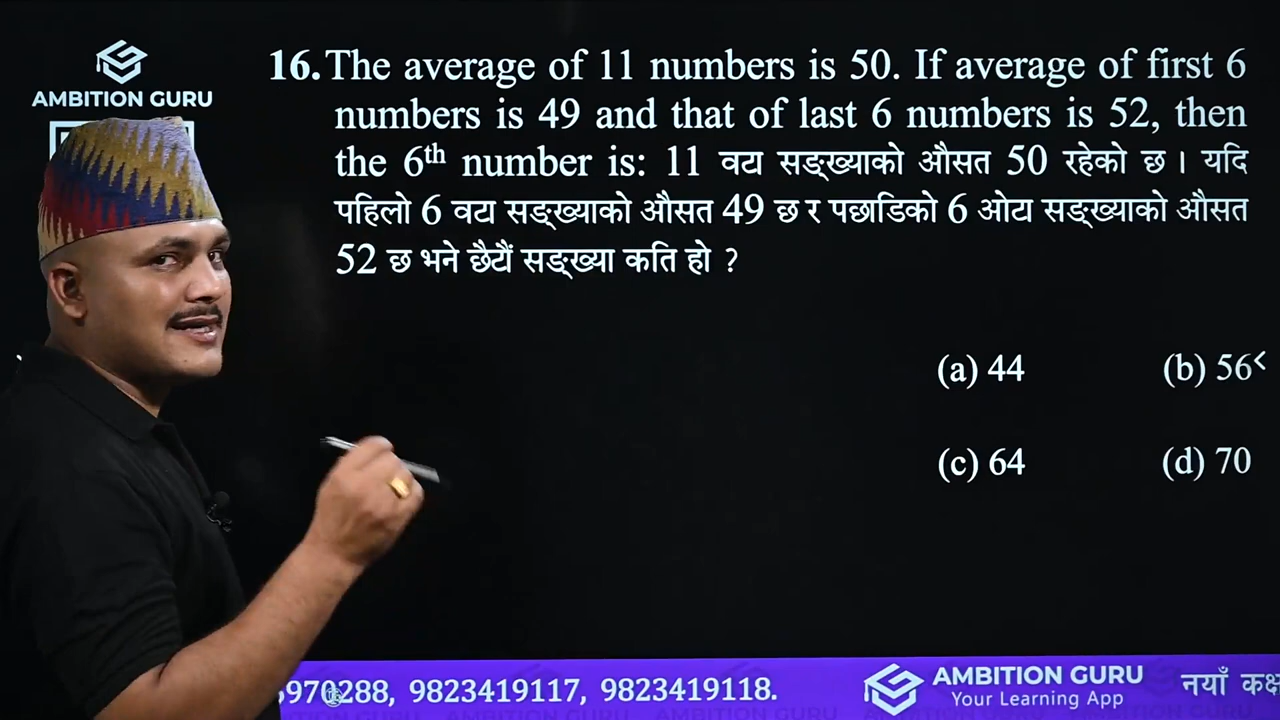 AMBITION GURU
16. The average of 11 numbers is 50. If average of first 6
numbers is 49 and that of last 6 numbers is 52, then
the 6th number is: 11 वटा सङ्ख्याको औसत 50 रहेको छ । यदि
पहिलो 6 वटा सङ्ख्याको औसत 49 छ र पछाडिको 6 ओटा सङ्ख्याको औसत
52 छ भने छैटौं सङ्ख्या कति हो ?
(a) 44 (b) 56<
(c) 64 (d) 70
970288, 9823419117, 9823419118.
AMBITION GURU
Your Learning App
नयाँ